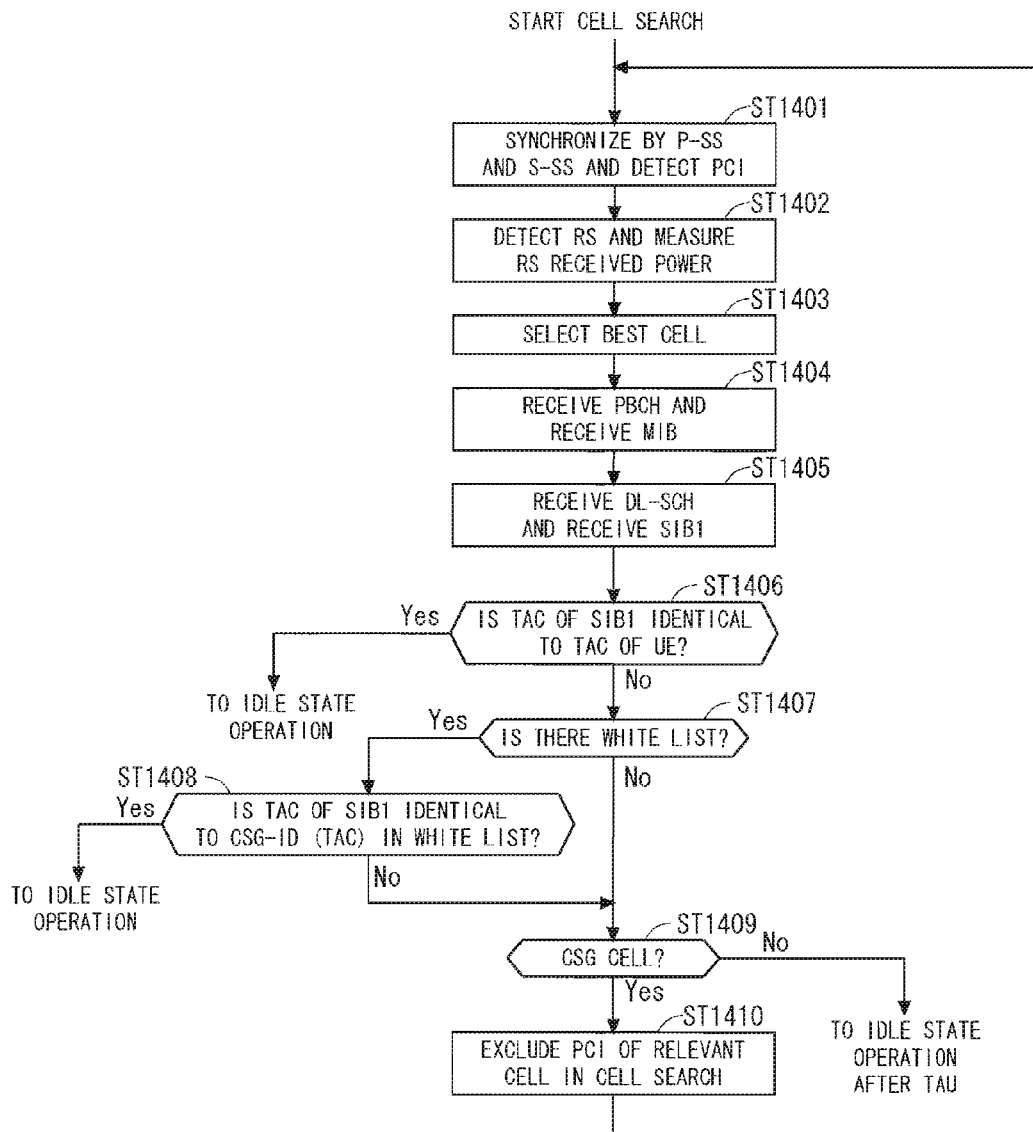 START CELL SEARCH
ST1401
SYNCHRONIZE BY P-SS
AND S-SS AND DETECT PCI
ST1402
DETECT RS AND MEASURE
RS RECEIVED POWER
ST1403
SELECT BEST CELL
ST1404
RECEIVE PBCH AND
RECEIVE MIB
ST1405
RECEIVE DL-SCH
AND RECEIVE SIB1
ST1406
Yes
IS TAC OF SIB1 IDENTICAL
TO TAC OF UE?
No
TO IDLE STATE
OPERATION
ST1407
Yes
IS THERE WHITE LIST?
No
ST1408
Yes
IS TAC OF SIB1 IDENTICAL
TO CSG-ID (TAC) IN WHITE LIST?
No
TO IDLE STATE
OPERATION
ST1409
CSG CELL?
No
Yes
ST1410
EXCLUDE PCI OF RELEVANT
CELL IN CELL SEARCH
TO IDLE STATE
OPERATION
AFTER TAU